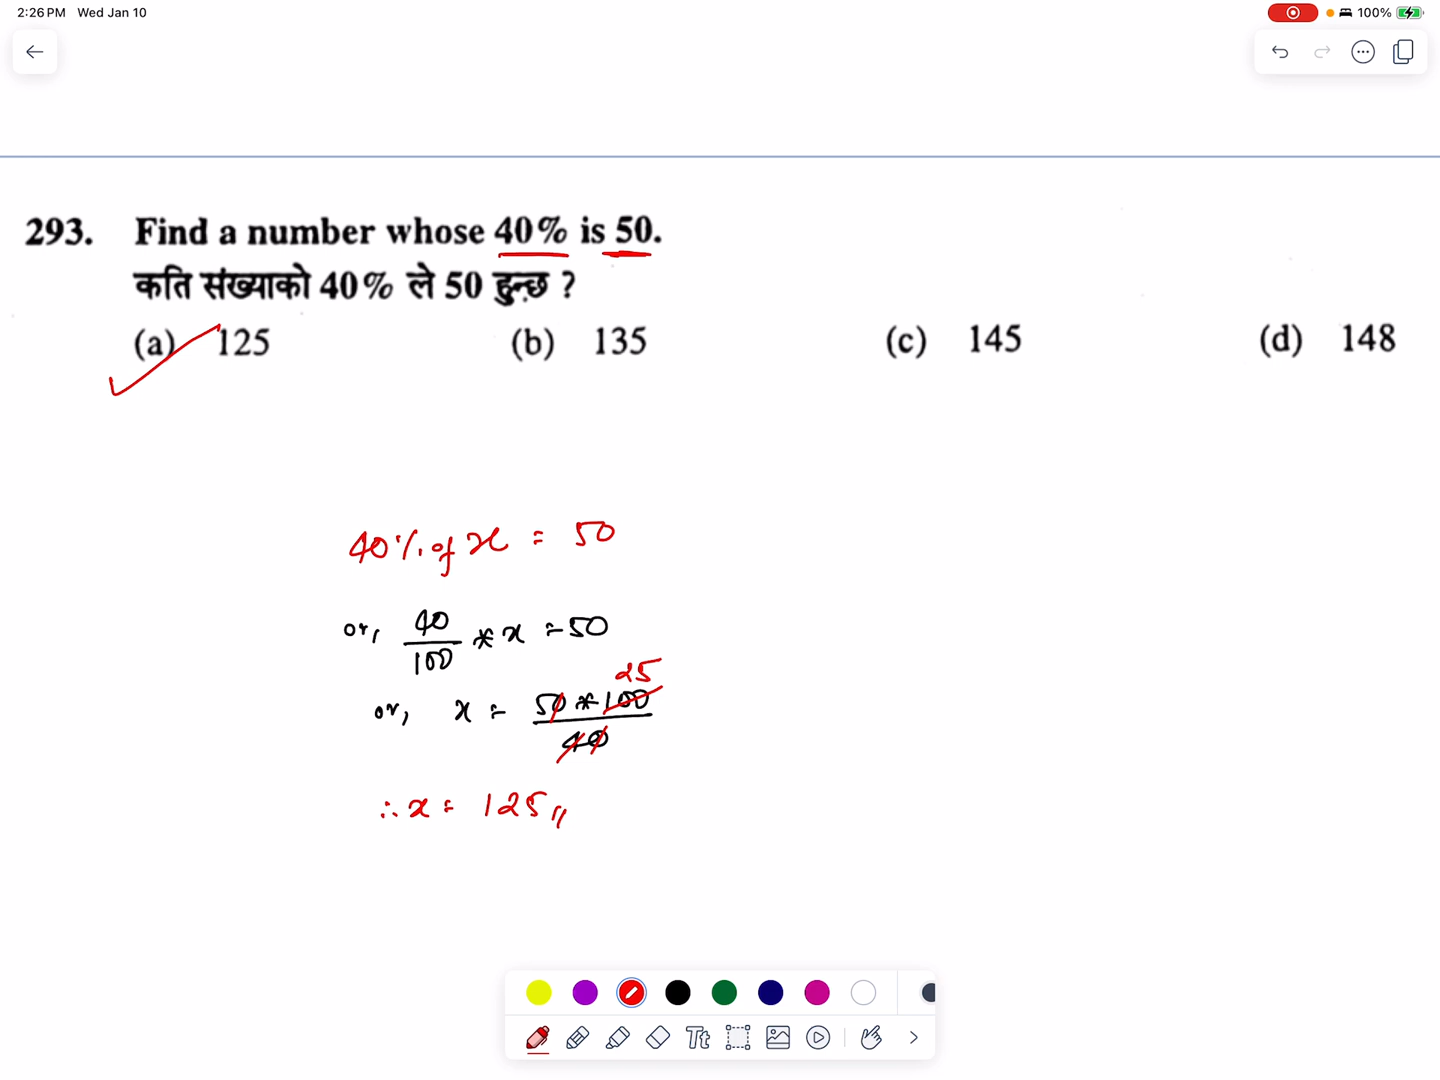 2:26 PM Wed Jan 10
100%
293. Find a number whose 40% is 50.
कति संख्याको 40% ले 50 हुन्छ ?
(a) 125 (b) 135 (c) 145 (d) 148
40% of x = 50
or, 40/100 * x = 50
25
or, x = 50 * 100 / 40
∴ x = 125 //
Tt